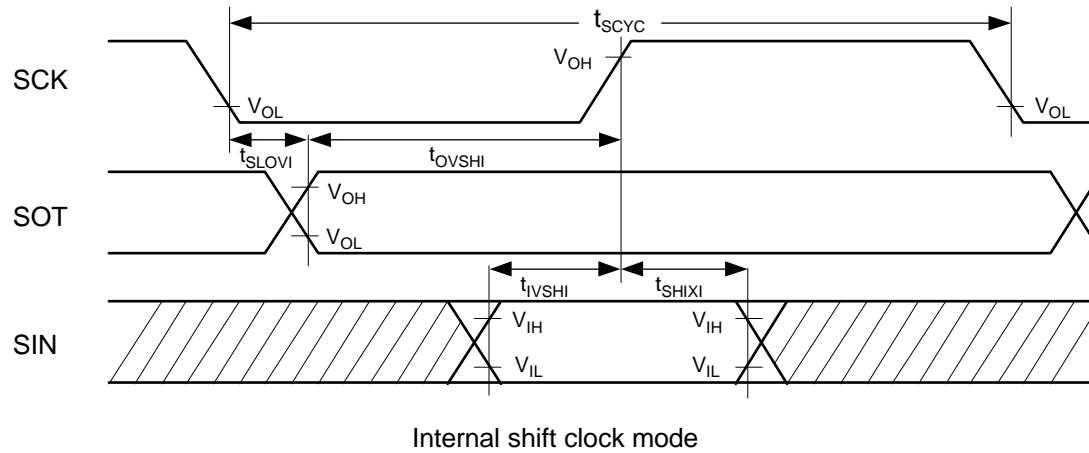 tSCYC
SCK
VOH
VOL
VOL
tSLOVI
tOVSHI
SOT
VOH
VOL
tIVSHI
tSHIXI
SIN
VIH
VIH
VIL
VIL
Internal shift clock mode